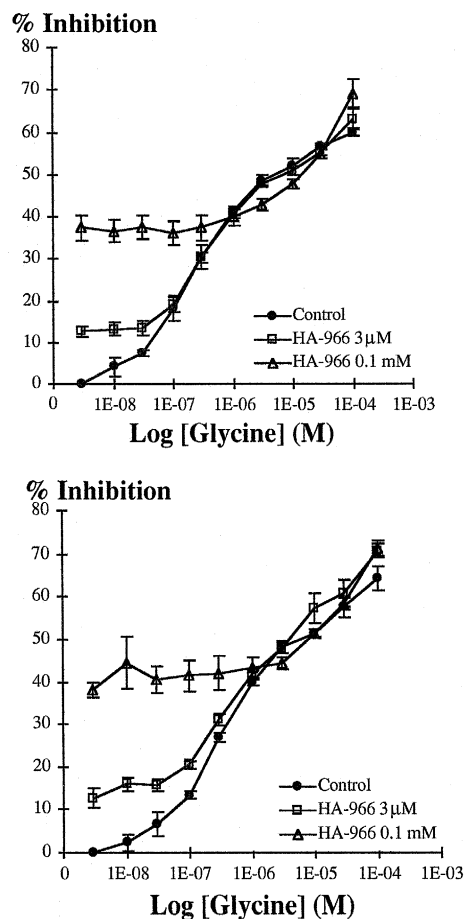 % Inhibition
80
70
60
50
40
30
20
10
0
Control
HA-966 3µM
HA-966 0.1 mM
0 1E-08 1E-07 1E-06 1E-05 1E-04 1E-03
Log [Glycine] (M)
% Inhibition
80
70
60
50
40
30
20
10
0
Control
HA-966 3µM
HA-966 0.1 mM
0 1E-08 1E-07 1E-06 1E-05 1E-04 1E-03
Log [Glycine] (M)